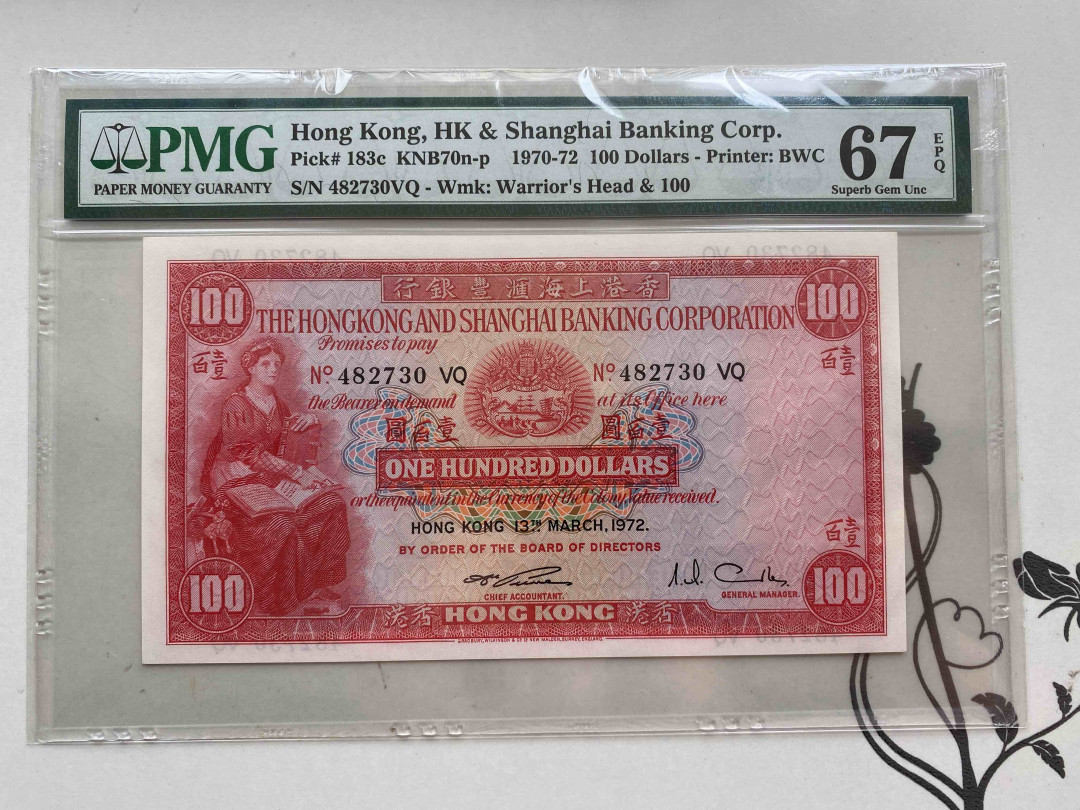 PMG
PAPER MONEY GUARANTY
Hong Kong, HK & Shanghai Banking Corp.
Pick# 183c KNB70n-p 1970-72 100 Dollars - Printer: BWC
S/N 482730VQ - Wmk: Warrior's Head & 100
67 EPQ
Superb Gem Unc
行銀豐滙海上港香
100 100
THE HONGKONG AND SHANGHAI BANKING CORPORATION
Promises to pay
百壹 百壹
Nº 482730 VQ Nº 482730 VQ
the Bearer on demand at its Office here
圓百壹 圓百壹
ONE HUNDRED DOLLARS
or the equivalent in the Currency of the Colony value received.
HONG KONG 13TH MARCH, 1972.
百壹
BY ORDER OF THE BOARD OF DIRECTORS
CHIEF ACCOUNTANT.
GENERAL MANAGER.
100 100
港香 HONG KONG 港香